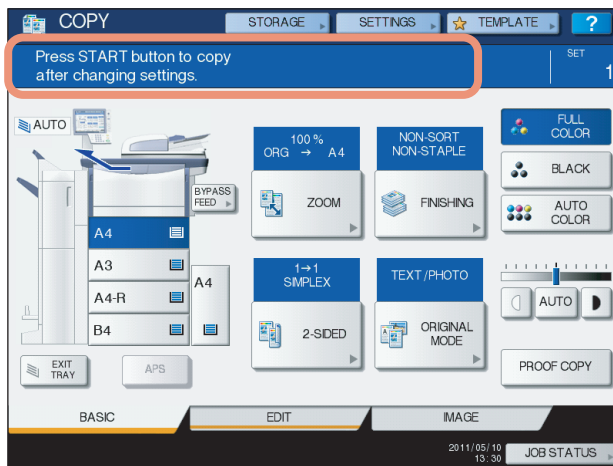 COPY
STORAGE
SETTINGS
TEMPLATE
?
Press START button to copy
after changing settings.
SET
1
AUTO
BYPASS
FEED
A4
A3
A4-R
B4
A4
EXIT
TRAY
APS
100 %
ORG → A4
ZOOM
NON-SORT
NON-STAPLE
FINISHING
1→1
SIMPLEX
2-SIDED
TEXT/PHOTO
ORIGINAL
MODE
FULL
COLOR
BLACK
AUTO
COLOR
AUTO
PROOF COPY
BASIC
EDIT
IMAGE
2011/05/10
13:30
JOB STATUS